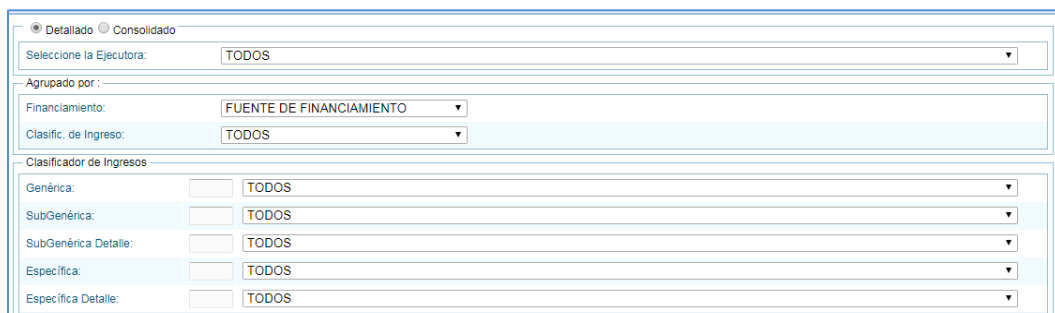 Detallado Consolidado
Seleccione la Ejecutora: TODOS
Agrupado por :
Financiamiento: FUENTE DE FINANCIAMIENTO
Clasific. de Ingreso: TODOS
Clasificador de Ingresos
Genérica: TODOS
SubGenérica: TODOS
SubGenérica Detalle: TODOS
Específica: TODOS
Específica Detalle: TODOS